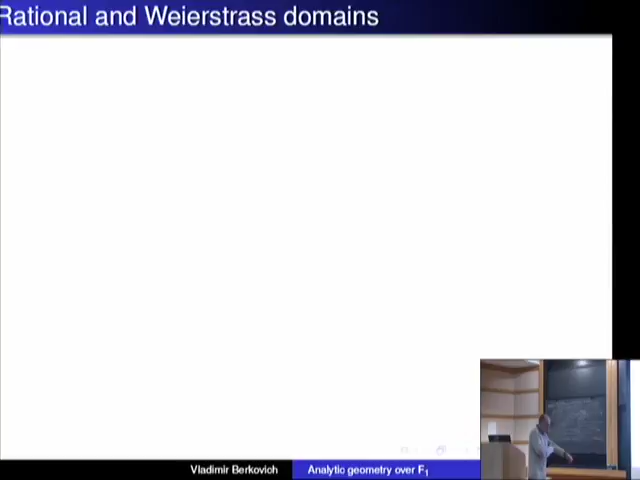 Rational and Weierstrass domains
Vladimir Berkovich
Analytic geometry over F₁